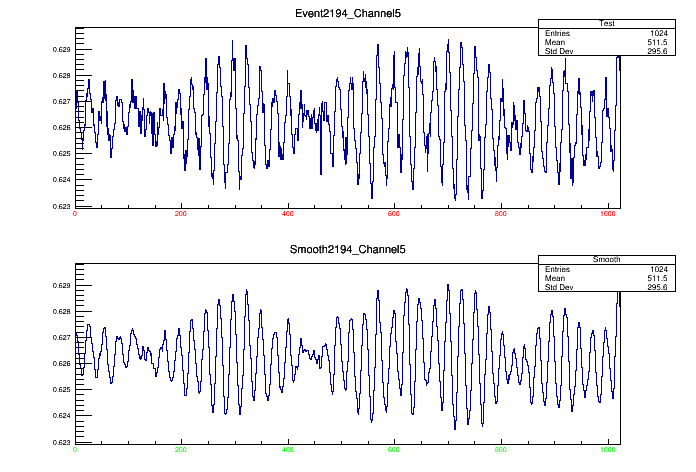 Event2194_Channel5
Test
Entries 1024
Mean 511.5
Std Dev 295.6
0.629
0.628
0.627
0.626
0.625
0.624
0.623
0 200 400 600 800 1000
Smooth2194_Channel5
Smooth
Entries 1024
Mean 511.5
Std Dev 295.6
0.629
0.628
0.627
0.626
0.625
0.624
0.623
0 200 400 600 800 1000